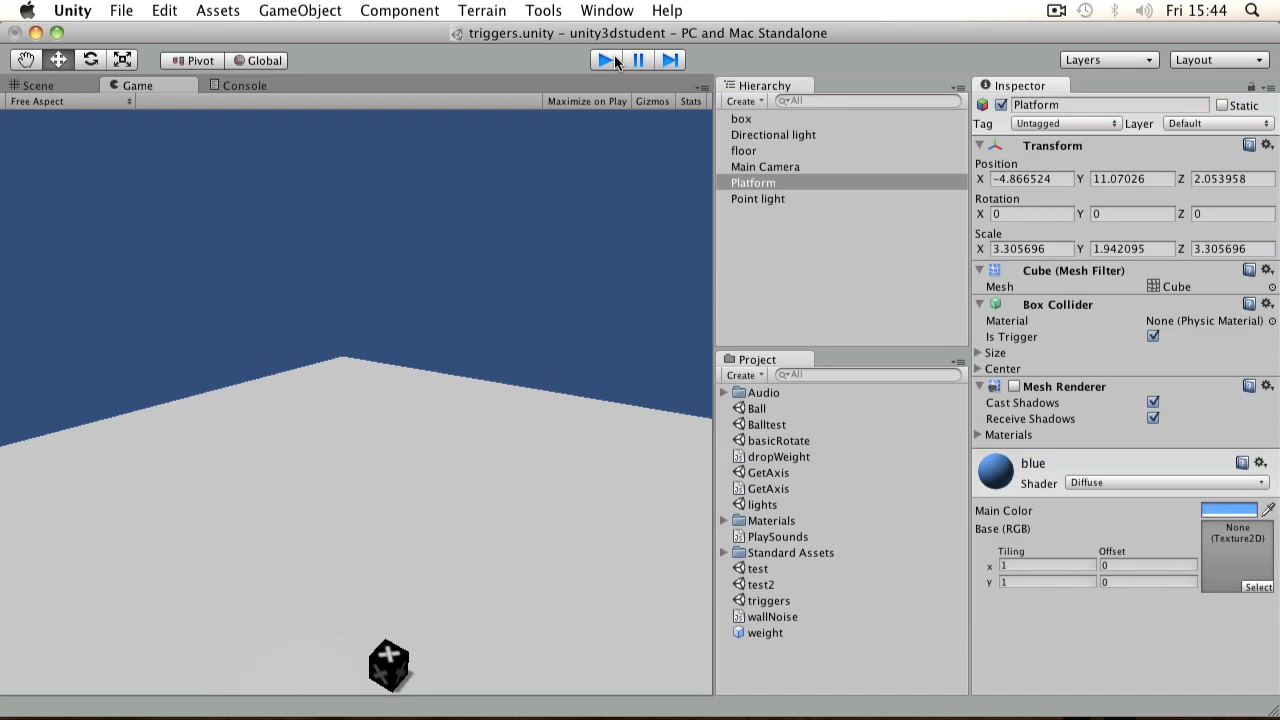 Unity File Edit Assets GameObject Component Terrain Tools Window Help Fri 15:44
triggers.unity – unity3dstudent – PC and Mac Standalone
Pivot Global Layers Layout
Scene Game Console
Free Aspect Maximize on Play Gizmos Stats
Hierarchy
Create All
box
Directional light
floor
Main Camera
Platform
Point light
Project
Create All
Audio
Ball
Balltest
basicRotate
dropWeight
GetAxis
GetAxis
lights
Materials
PlaySounds
Standard Assets
test
test2
triggers
wallNoise
weight
Inspector
Platform Static
Tag Untagged Layer Default
Transform
Position
X -4.866524 Y 11.07026 Z 2.053958
Rotation
X 0 Y 0 Z 0
Scale
X 3.305696 Y 1.942095 Z 3.305696
Cube (Mesh Filter)
Mesh Cube
Box Collider
Material None (Physic Material)
Is Trigger
Size
Center
Mesh Renderer
Cast Shadows
Receive Shadows
Materials
blue
Shader Diffuse
Main Color
Base (RGB)
None
(Texture2D)
Tiling Offset
x 1 0
y 1 0
Select